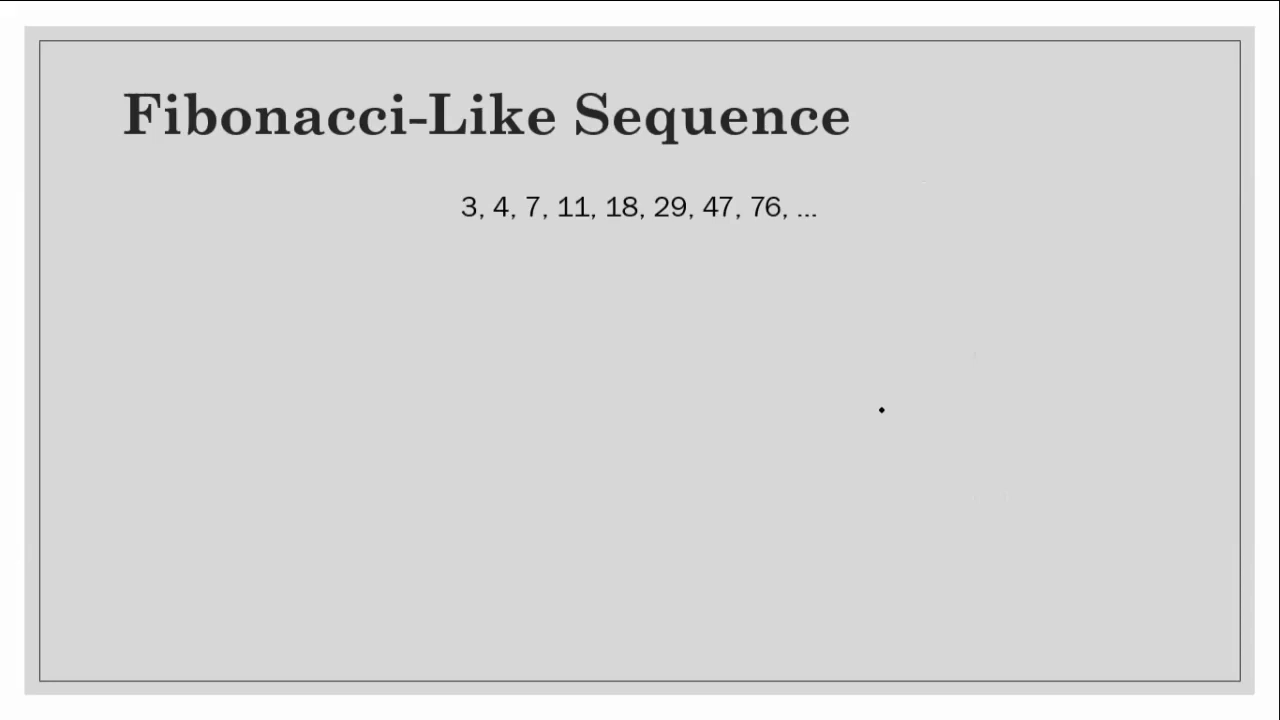 Fibonacci-Like Sequence
3, 4, 7, 11, 18, 29, 47, 76, ...